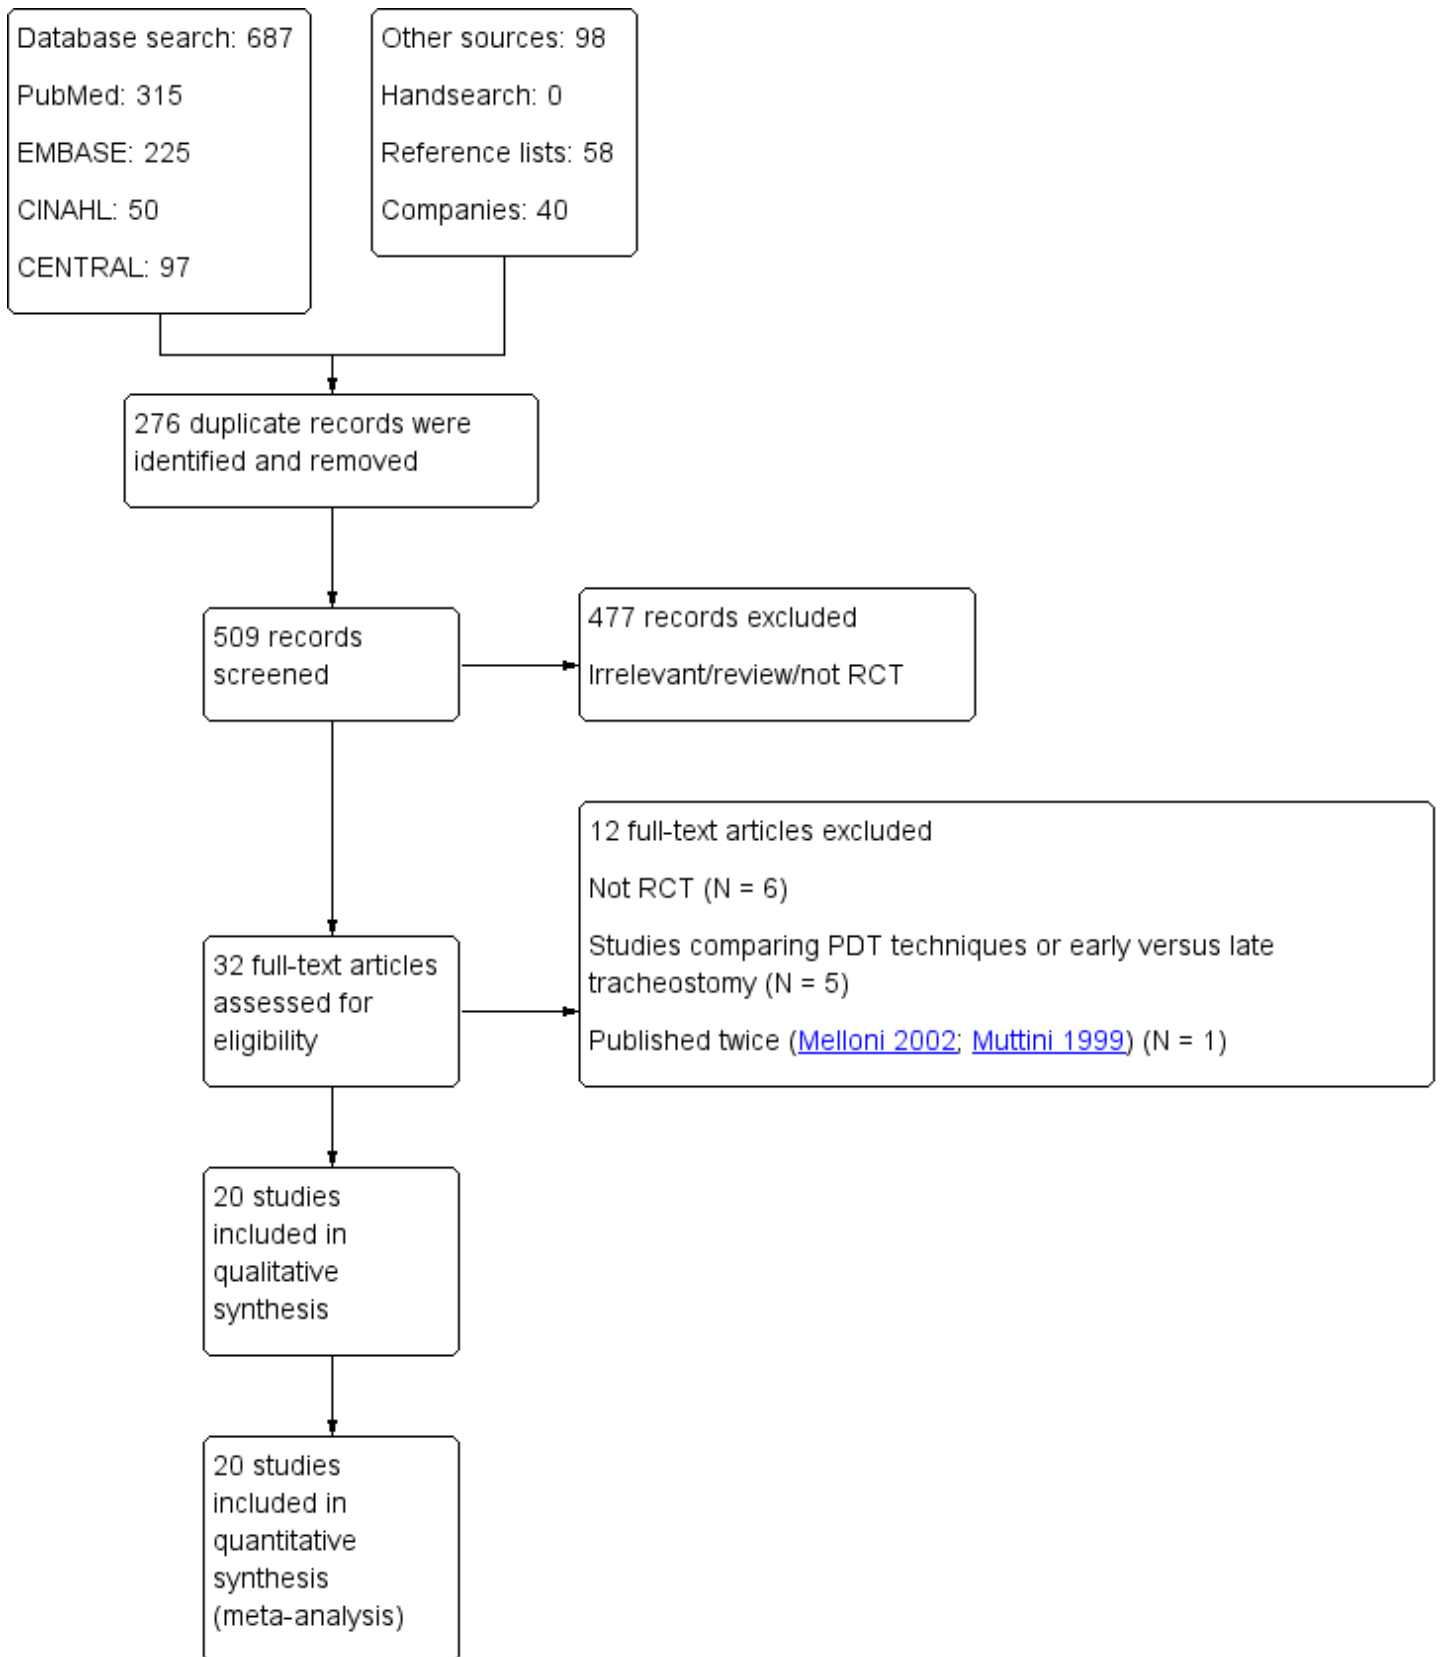 Database search: 687
PubMed: 315
EMBASE: 225
CINAHL: 50
CENTRAL: 97
Other sources: 98
Handsearch: 0
Reference lists: 58
Companies: 40
276 duplicate records were
identified and removed
509 records
screened
477 records excluded
Irrelevant/review/not RCT
32 full-text articles
assessed for
eligibility
12 full-text articles excluded
Not RCT (N = 6)
Studies comparing PDT techniques or early versus late
tracheostomy (N = 5)
Published twice (Melloni 2002; Muttini 1999) (N = 1)
20 studies
included in
qualitative
synthesis
20 studies
included in
quantitative
synthesis
(meta-analysis)